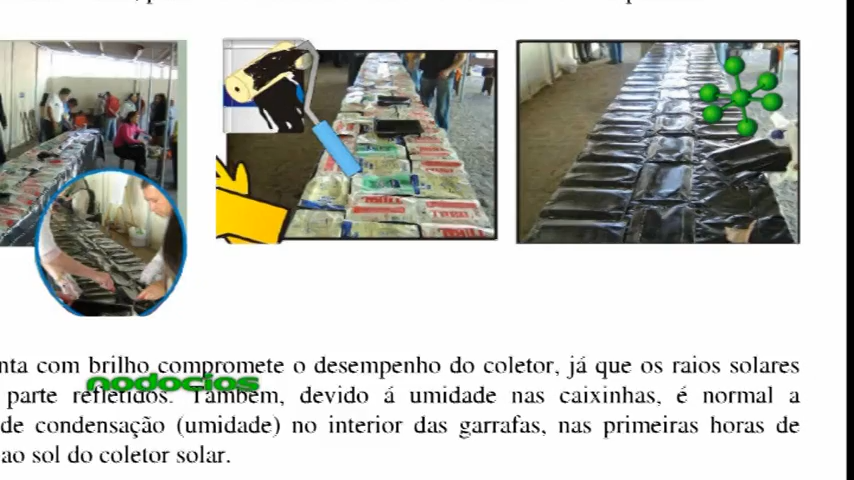 nta com brilho compromete o desempenho do coletor, já que os raios solares
nodocios
parte refletidos. Também, devido á umidade nas caixinhas, é normal a
de condensação (umidade) no interior das garrafas, nas primeiras horas de
ao sol do coletor solar.